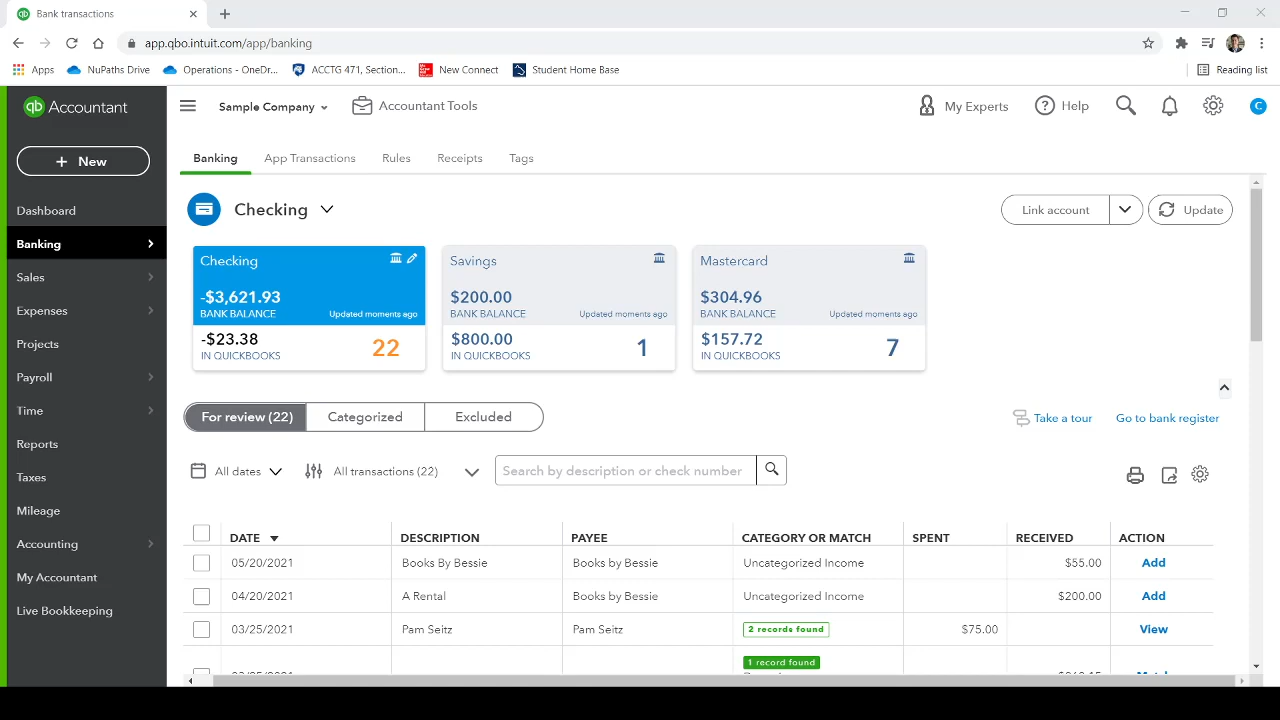 Bank transactions
app.qbo.intuit.com/app/banking
Apps NuPaths Drive Operations - OneDr... ACCTG 471, Section... New Connect Student Home Base Reading list
qb Accountant
Sample Company Accountant Tools My Experts Help C
+ New
Dashboard
Banking
Sales
Expenses
Projects
Payroll
Time
Reports
Taxes
Mileage
Accounting
My Accountant
Live Bookkeeping
Banking App Transactions Rules Receipts Tags
Checking Link account Update
Checking Savings Mastercard
-$3,621.93 $200.00 $304.96
BANK BALANCE Updated moments ago BANK BALANCE Updated moments ago BANK BALANCE Updated moments ago
-$23.38 22 $800.00 1 $157.72 7
IN QUICKBOOKS IN QUICKBOOKS IN QUICKBOOKS
For review (22) Categorized Excluded Take a tour Go to bank register
All dates All transactions (22) Search by description or check number
DATE DESCRIPTION PAYEE CATEGORY OR MATCH SPENT RECEIVED ACTION
05/20/2021 Books By Bessie Books by Bessie Uncategorized Income $55.00 Add
04/20/2021 A Rental Books by Bessie Uncategorized Income $200.00 Add
03/25/2021 Pam Seitz Pam Seitz 2 records found $75.00 View
1 record found